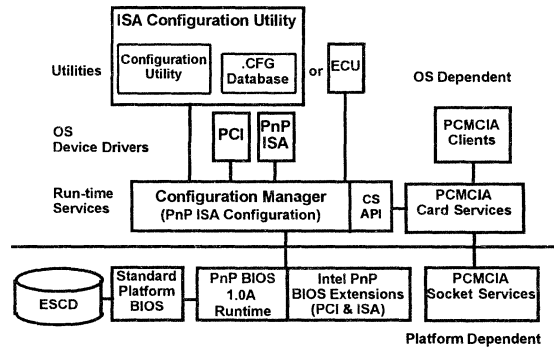 ISA Configuration Utility
Configuration
Utility
.CFG
Database
Utilities
or
ECU
OS Dependent
OS
Device Drivers
PCI
PnP
ISA
PCMCIA
Clients
Run-time
Services
Configuration Manager
(PnP ISA Configuration)
CS
API
PCMCIA
Card Services
ESCD
Standard
Platform
BIOS
PnP BIOS
1.0A
Runtime
Intel PnP
BIOS Extensions
(PCI & ISA)
PCMCIA
Socket Services
Platform Dependent